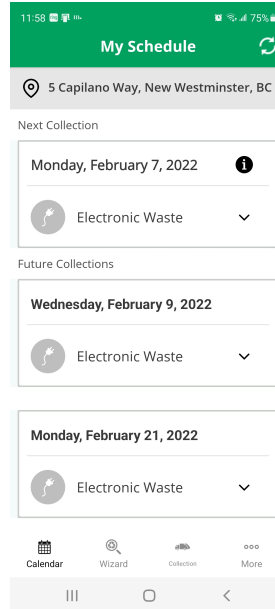 11:58 75%
My Schedule
5 Capilano Way, New Westminster, BC
Next Collection
Monday, February 7, 2022
Electronic Waste
Future Collections
Wednesday, February 9, 2022
Electronic Waste
Monday, February 21, 2022
Electronic Waste
Calendar Wizard Collection More